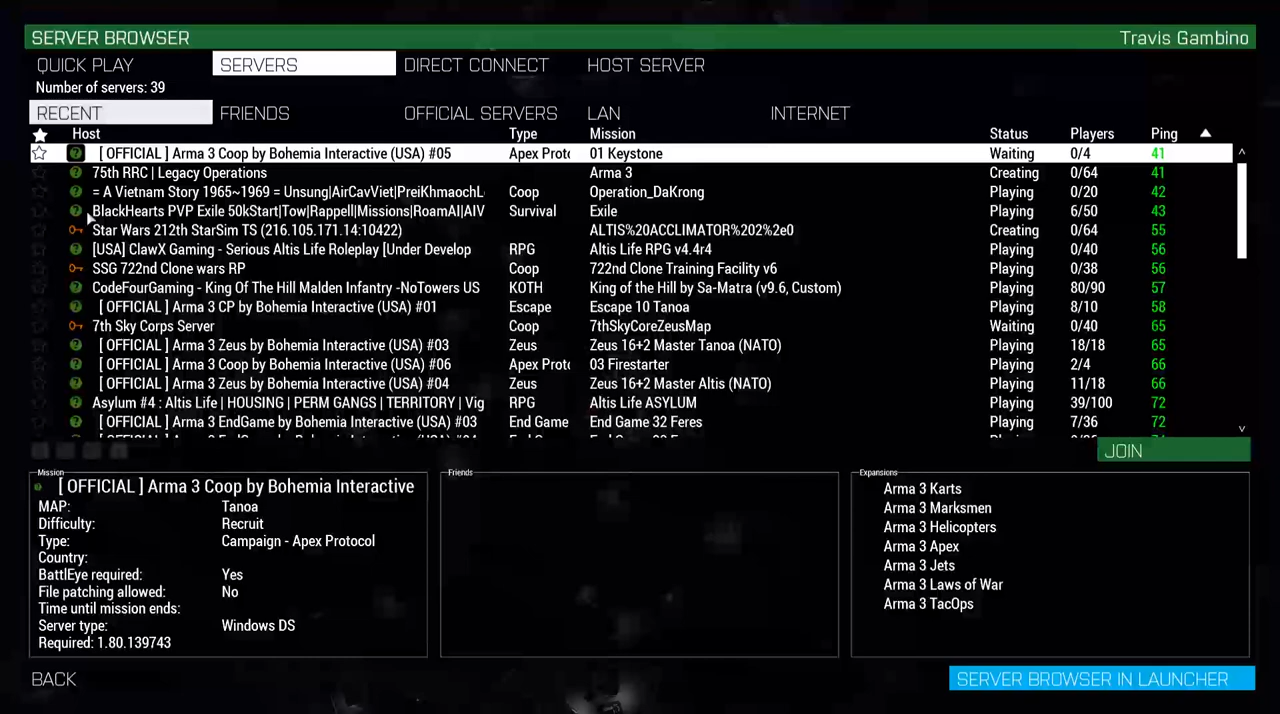 SERVER BROWSER Travis Gambino
QUICK PLAY SERVERS DIRECT CONNECT HOST SERVER
Number of servers: 39
RECENT FRIENDS OFFICIAL SERVERS LAN INTERNET
Host Type Mission Status Players Ping
[ OFFICIAL ] Arma 3 Coop by Bohemia Interactive (USA) #05 Apex Proto 01 Keystone Waiting 0/4 41
75th RRC | Legacy Operations Arma 3 Creating 0/64 41
= A Vietnam Story 1965~1969 = Unsung|AirCavViet|PreiKhmaochL Coop Operation_DaKrong Playing 0/20 42
BlackHearts PVP Exile 50kStart|Tow|Rappell|Missions|RoamAI|AIV Survival Exile Playing 6/50 43
Star Wars 212th StarSim TS (216.105.171.14:10422) ALTIS%20ACCLIMATOR%202%2e0 Creating 0/64 55
[USA] ClawX Gaming - Serious Altis Life Roleplay [Under Develop RPG Altis Life RPG v4.4r4 Playing 0/40 56
SSG 722nd Clone wars RP Coop 722nd Clone Training Facility v6 Playing 0/38 56
CodeFourGaming - King Of The Hill Malden Infantry -NoTowers US KOTH King of the Hill by Sa-Matra (v9.6, Custom) Playing 80/90 57
[ OFFICIAL ] Arma 3 CP by Bohemia Interactive (USA) #01 Escape Escape 10 Tanoa Playing 8/10 58
7th Sky Corps Server Coop 7thSkyCoreZeusMap Waiting 0/40 65
[ OFFICIAL ] Arma 3 Zeus by Bohemia Interactive (USA) #03 Zeus Zeus 16+2 Master Tanoa (NATO) Playing 18/18 65
[ OFFICIAL ] Arma 3 Coop by Bohemia Interactive (USA) #06 Apex Proto 03 Firestarter Playing 2/4 66
[ OFFICIAL ] Arma 3 Zeus by Bohemia Interactive (USA) #04 Zeus Zeus 16+2 Master Altis (NATO) Playing 11/18 66
Asylum #4 : Altis Life | HOUSING | PERM GANGS | TERRITORY | Vig RPG Altis Life ASYLUM Playing 39/100 72
[ OFFICIAL ] Arma 3 EndGame by Bohemia Interactive (USA) #03 End Game End Game 32 Feres Playing 7/36 72
JOIN
Mission
[ OFFICIAL ] Arma 3 Coop by Bohemia Interactive
MAP: Tanoa
Difficulty: Recruit
Type: Campaign - Apex Protocol
Country:
BattlEye required: Yes
File patching allowed: No
Time until mission ends:
Server type: Windows DS
Required: 1.80.139743
Friends
Expansions
Arma 3 Karts
Arma 3 Marksmen
Arma 3 Helicopters
Arma 3 Apex
Arma 3 Jets
Arma 3 Laws of War
Arma 3 TacOps
BACK SERVER BROWSER IN LAUNCHER